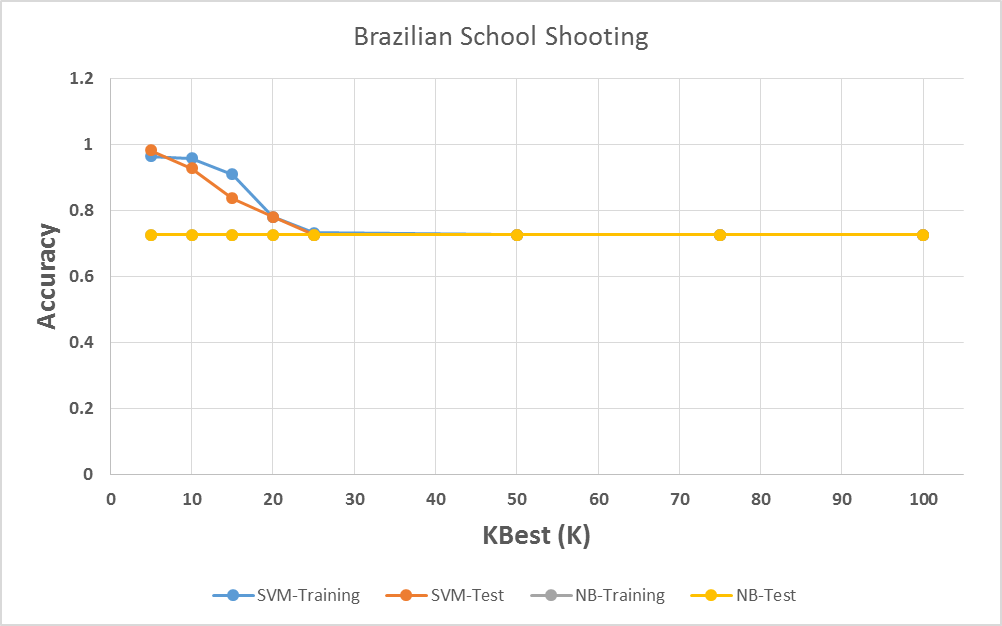 Brazilian School Shooting
1.2
1
0.8
0.6
0.4
0.2
0
Accuracy
0 10 20 30 40 50 60 70 80 90 100
KBest (K)
SVM-Training SVM-Test NB-Training NB-Test